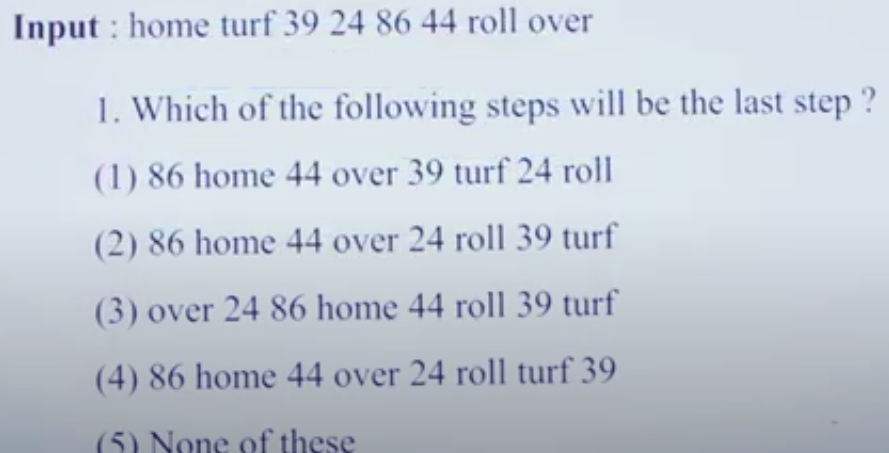 Input : home turf 39 24 86 44 roll over
1. Which of the following steps will be the last step ?
(1) 86 home 44 over 39 turf 24 roll
(2) 86 home 44 over 24 roll 39 turf
(3) over 24 86 home 44 roll 39 turf
(4) 86 home 44 over 24 roll turf 39
(5) None of these